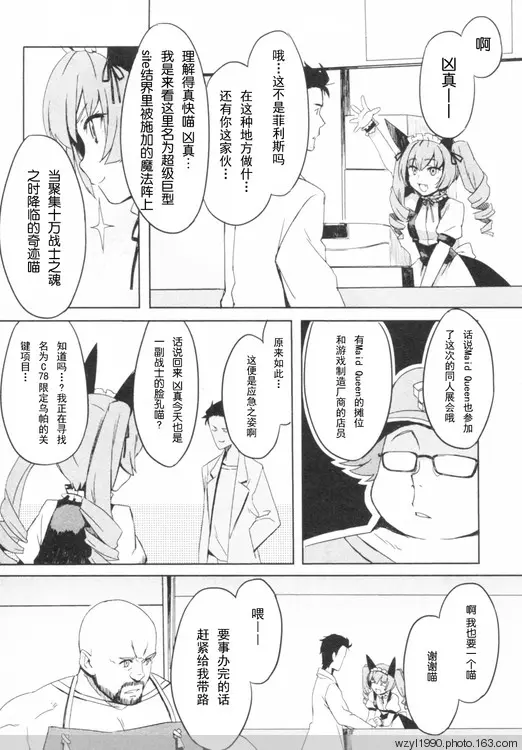 啊
凶真——
哦…这不是菲利斯吗
在这种地方做什…
还有你这家伙…
理解得真快喵 凶真…
我是来看这里名为超级巨型
site结界里被施加的魔法阵上
当聚集十万战士之魂
之时降临的奇迹喵
话说Maid Queen也参加
了这次的同人展会哦
有Maid Queen的摊位
和游戏制造厂商的店员
原来如此…
这便是应急之姿啊
话说回来 凶真今天也是
一副战士的脸孔喵?
知道吗…?我正在寻找
名为C78限定乌帕的关
键项目…
啊 我也要一个喵
谢谢喵
喂——
要事办完的话
赶紧给我带路
www.wzyl1990.photo.163.com